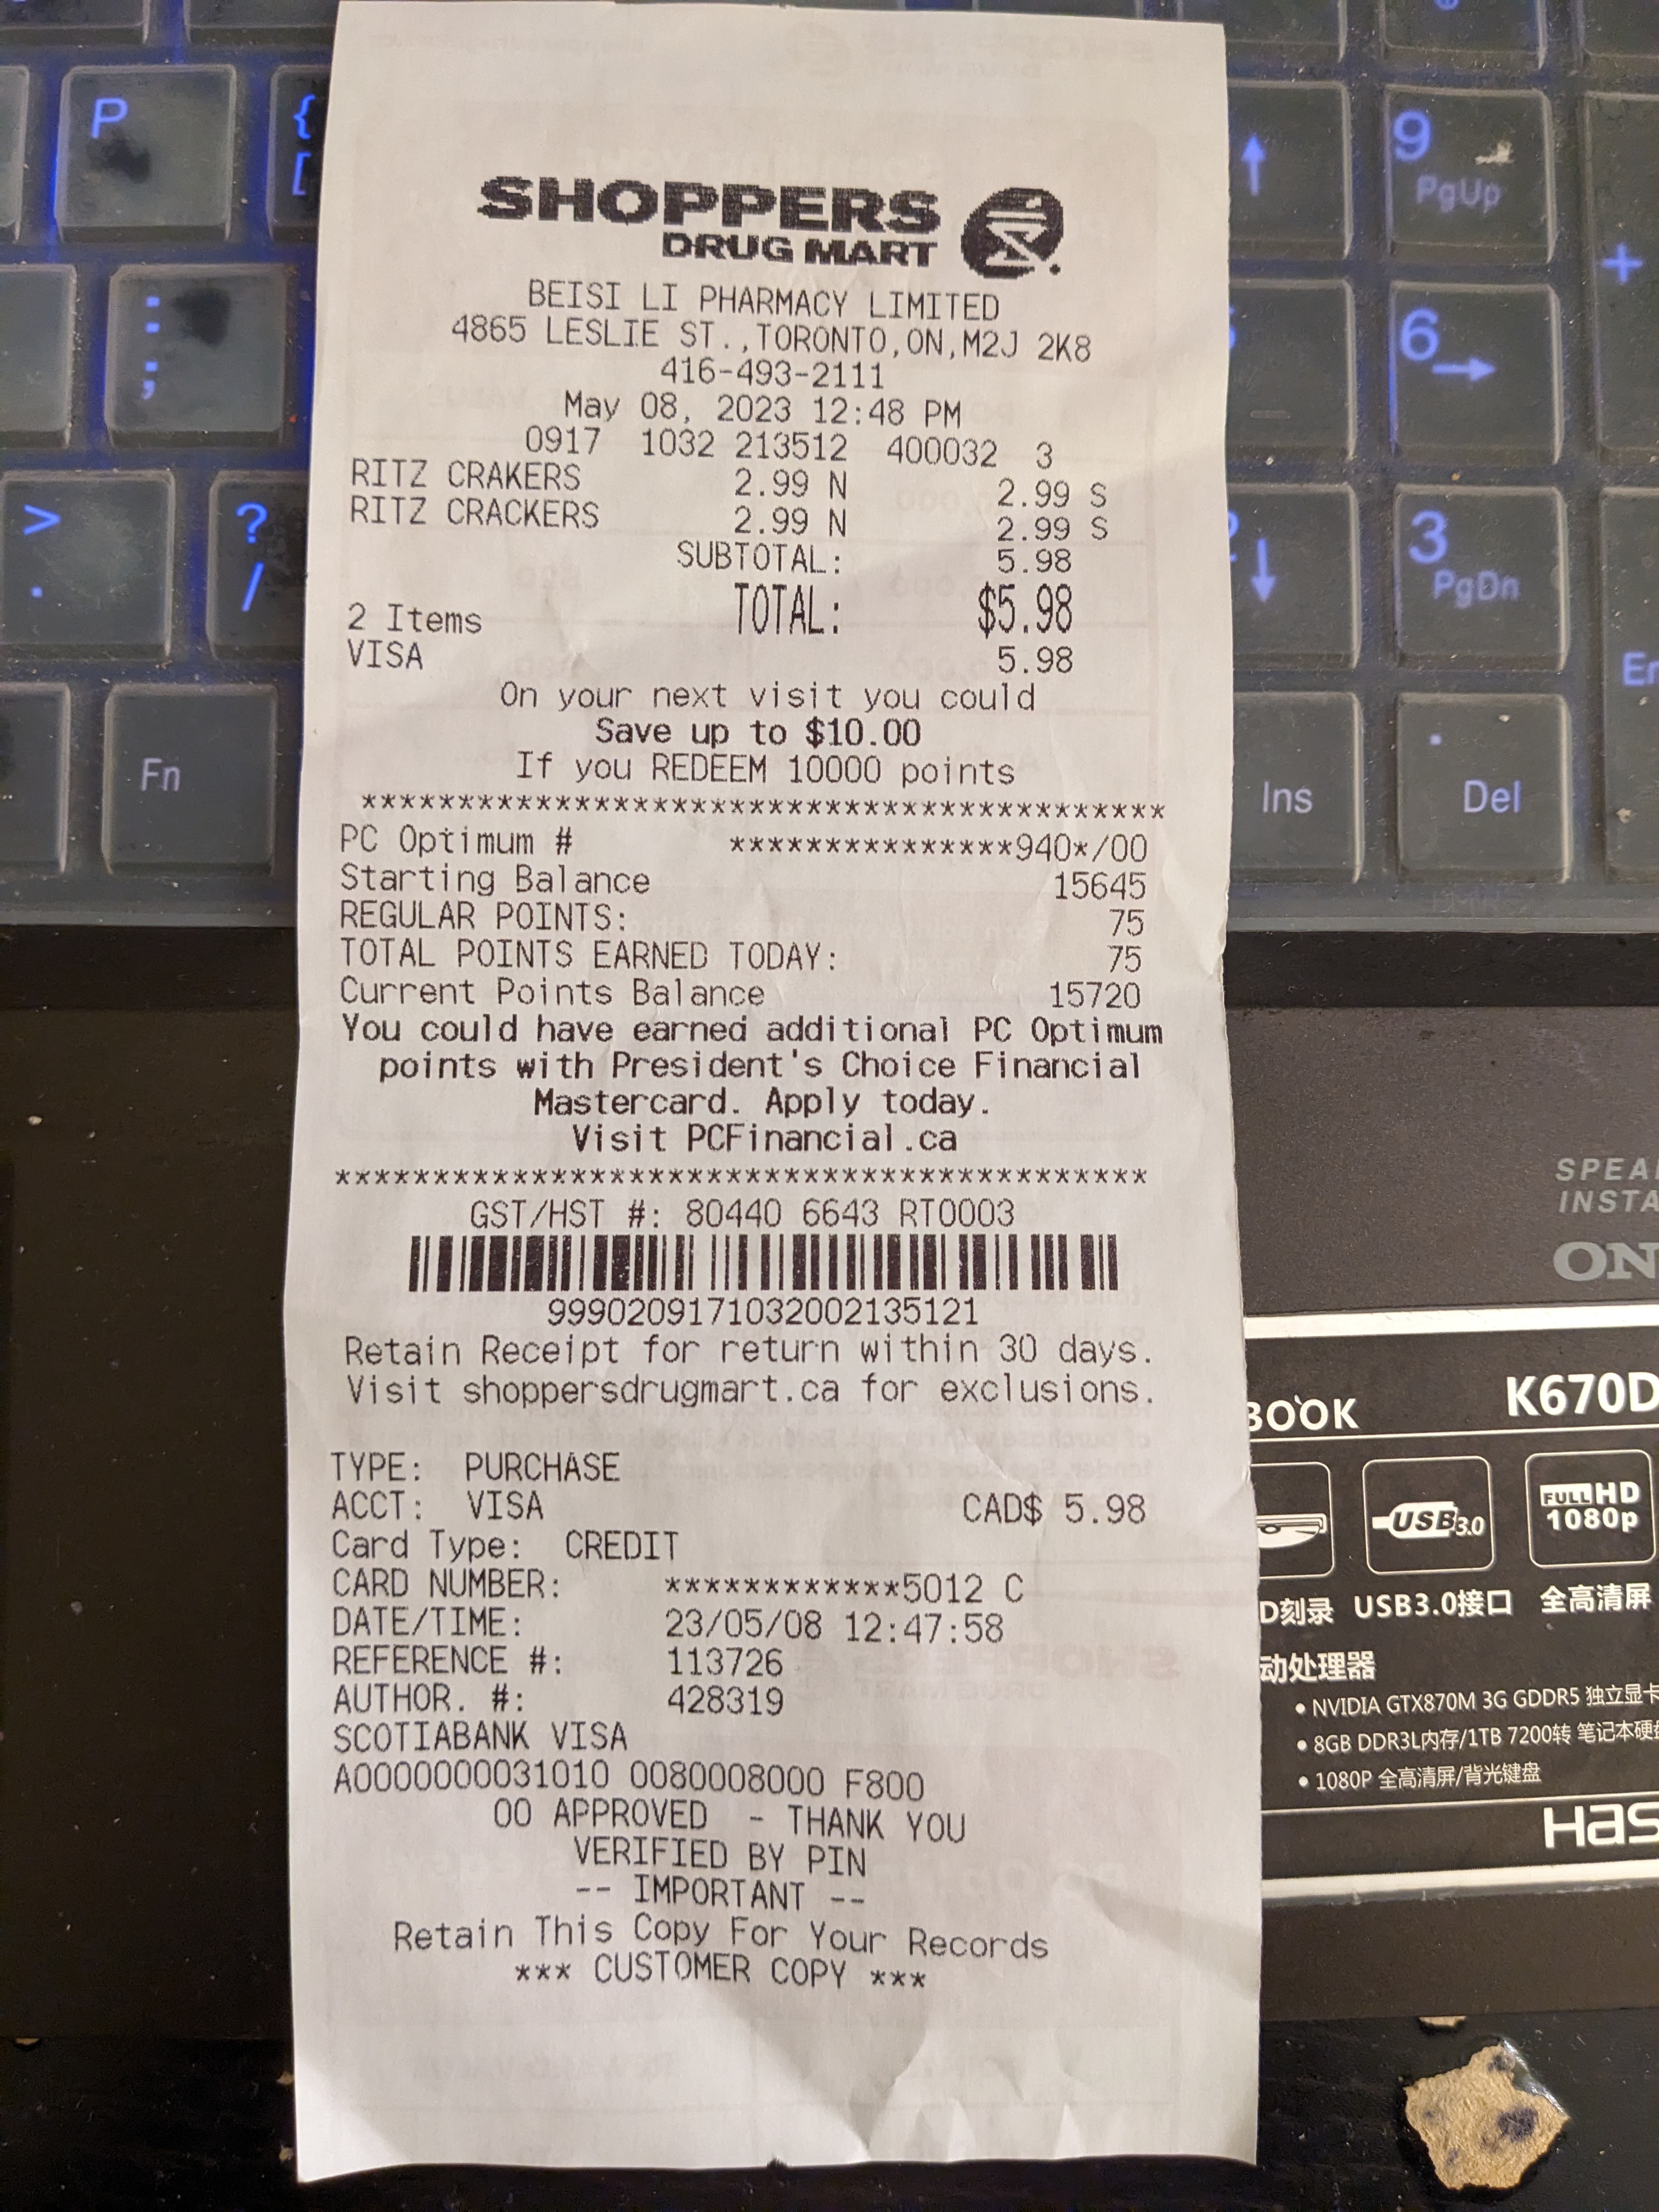 SHOPPERS
DRUG MART
BEISI LI PHARMACY LIMITED
4865 LESLIE ST.,TORONTO,ON,M2J 2K8
416-493-2111
May 08, 2023 12:48 PM
0917 1032 213512 400032 3
RITZ CRAKERS 2.99 N 2.99 S
RITZ CRACKERS 2.99 N 2.99 S
SUBTOTAL: 5.98
2 Items TOTAL: $5.98
VISA 5.98
On your next visit you could
Save up to $10.00
If you REDEEM 10000 points
******************************************
PC Optimum # ***************940*/00
Starting Balance 15645
REGULAR POINTS: 75
TOTAL POINTS EARNED TODAY: 75
Current Points Balance 15720
You could have earned additional PC Optimum
points with President's Choice Financial
Mastercard. Apply today.
Visit PCFinancial.ca
******************************************
GST/HST #: 80440 6643 RT0003
9990209171032002135121
Retain Receipt for return within 30 days.
Visit shoppersdrugmart.ca for exclusions.
TYPE: PURCHASE
ACCT: VISA CAD$ 5.98
Card Type: CREDIT
CARD NUMBER: ************5012 C
DATE/TIME: 23/05/08 12:47:58
REFERENCE #: 113726
AUTHOR. #: 428319
SCOTIABANK VISA
A0000000031010 0080008000 F800
00 APPROVED - THANK YOU
VERIFIED BY PIN
-- IMPORTANT --
Retain This Copy For Your Records
*** CUSTOMER COPY ***
P
{
[
:
;
>
.
?
/
Fn
9
PgUp
+
6
3
PgDn
.
Ins
Del
SPEA
INSTA
ON
BOOK K670D
USB3.0
FULL HD
1080p
D刻录 USB3.0接口 全高清屏
动处理器
• NVIDIA GTX870M 3G GDDR5 独立显卡
• 8GB DDR3L内存/1TB 7200转 笔记本硬盘
• 1080P 全高清屏/背光键盘
Has